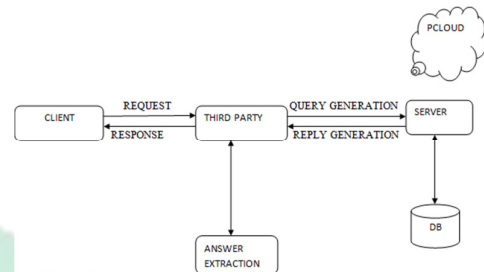 PCLOUD
REQUEST
QUERY GENERATION
CLIENT
THIRD PARTY
SERVER
RESPONSE
REPLY GENERATION
DB
ANSWER
EXTRACTION